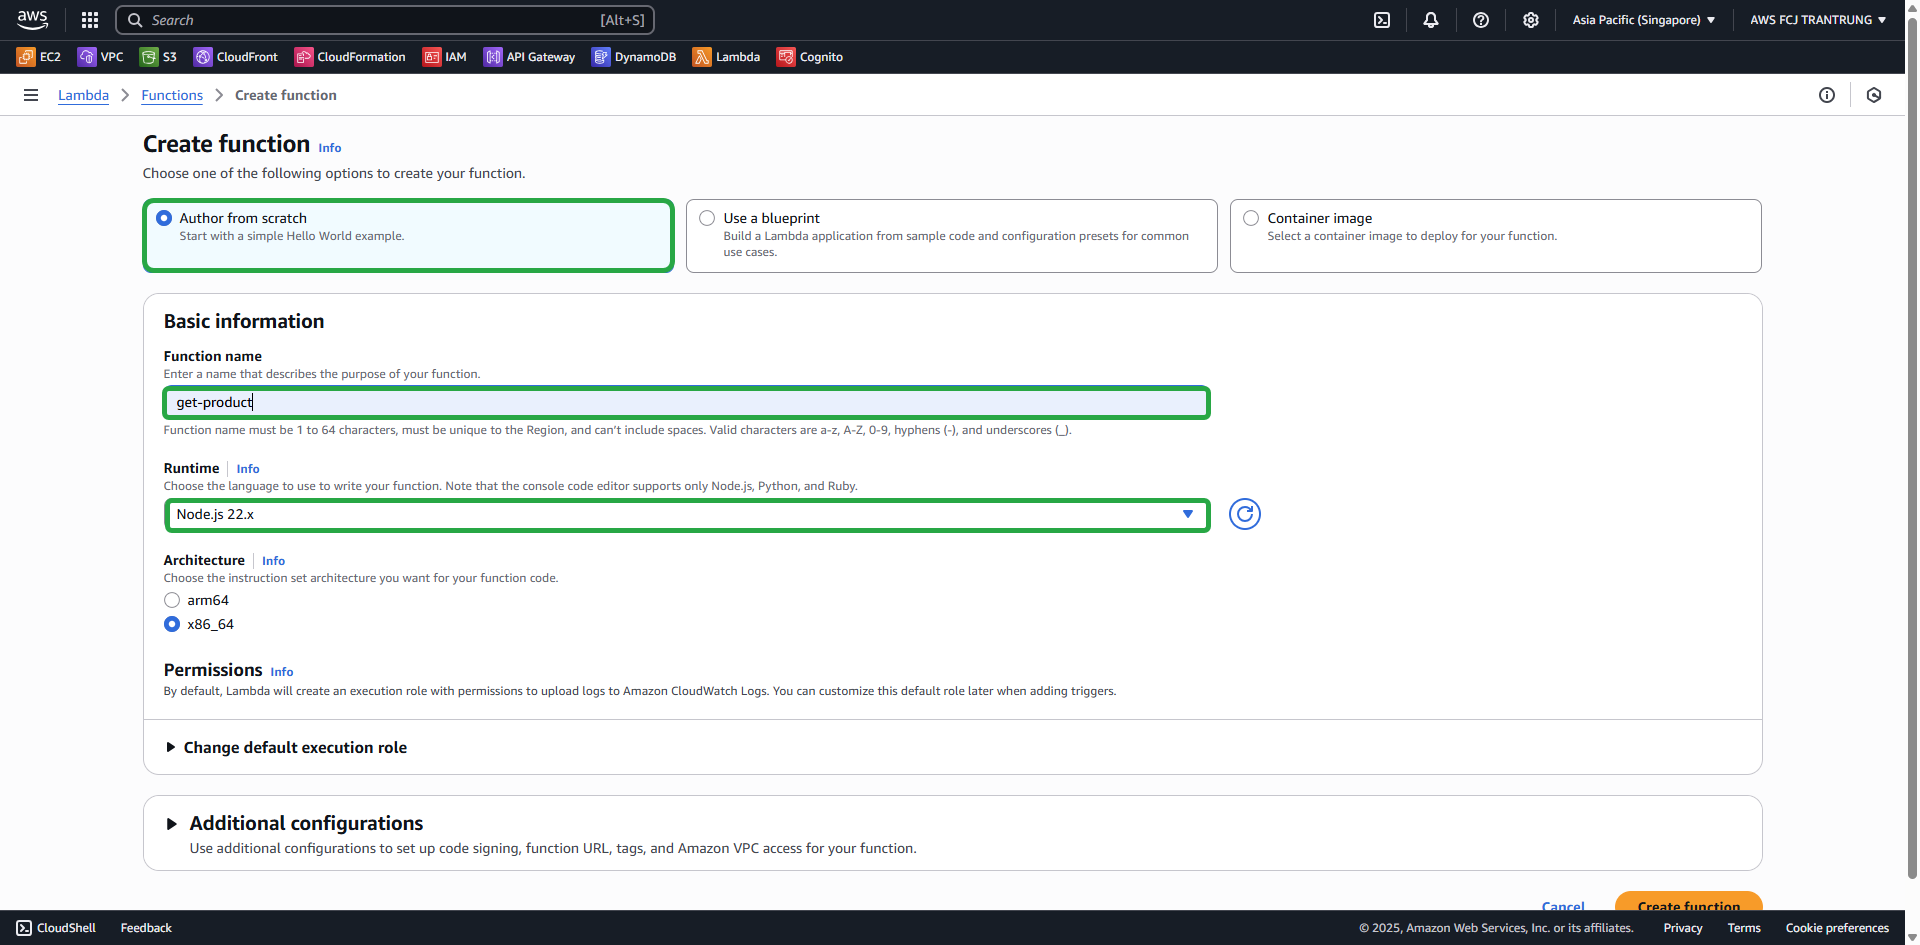 aws
Search [Alt+S] Asia Pacific (Singapore) AWS FCJ TRANTRUNG
EC2 VPC S3 CloudFront CloudFormation IAM API Gateway DynamoDB Lambda Cognito
Lambda Functions Create function
Create function Info
Choose one of the following options to create your function.
Author from scratch
Start with a simple Hello World example.
Use a blueprint
Build a Lambda application from sample code and configuration presets for common
use cases.
Container image
Select a container image to deploy for your function.
Basic information
Function name
Enter a name that describes the purpose of your function.
get-product
Function name must be 1 to 64 characters, must be unique to the Region, and can't include spaces. Valid characters are a-z, A-Z, 0-9, hyphens (-), and underscores (_).
Runtime Info
Choose the language to use to write your function. Note that the console code editor supports only Node.js, Python, and Ruby.
Node.js 22.x
Architecture Info
Choose the instruction set architecture you want for your function code.
arm64
x86_64
Permissions Info
By default, Lambda will create an execution role with permissions to upload logs to Amazon CloudWatch Logs. You can customize this default role later when adding triggers.
Change default execution role
Additional configurations
Use additional configurations to set up code signing, function URL, tags, and Amazon VPC access for your function.
Cancel Create function
CloudShell Feedback © 2025, Amazon Web Services, Inc. or its affiliates. Privacy Terms Cookie preferences